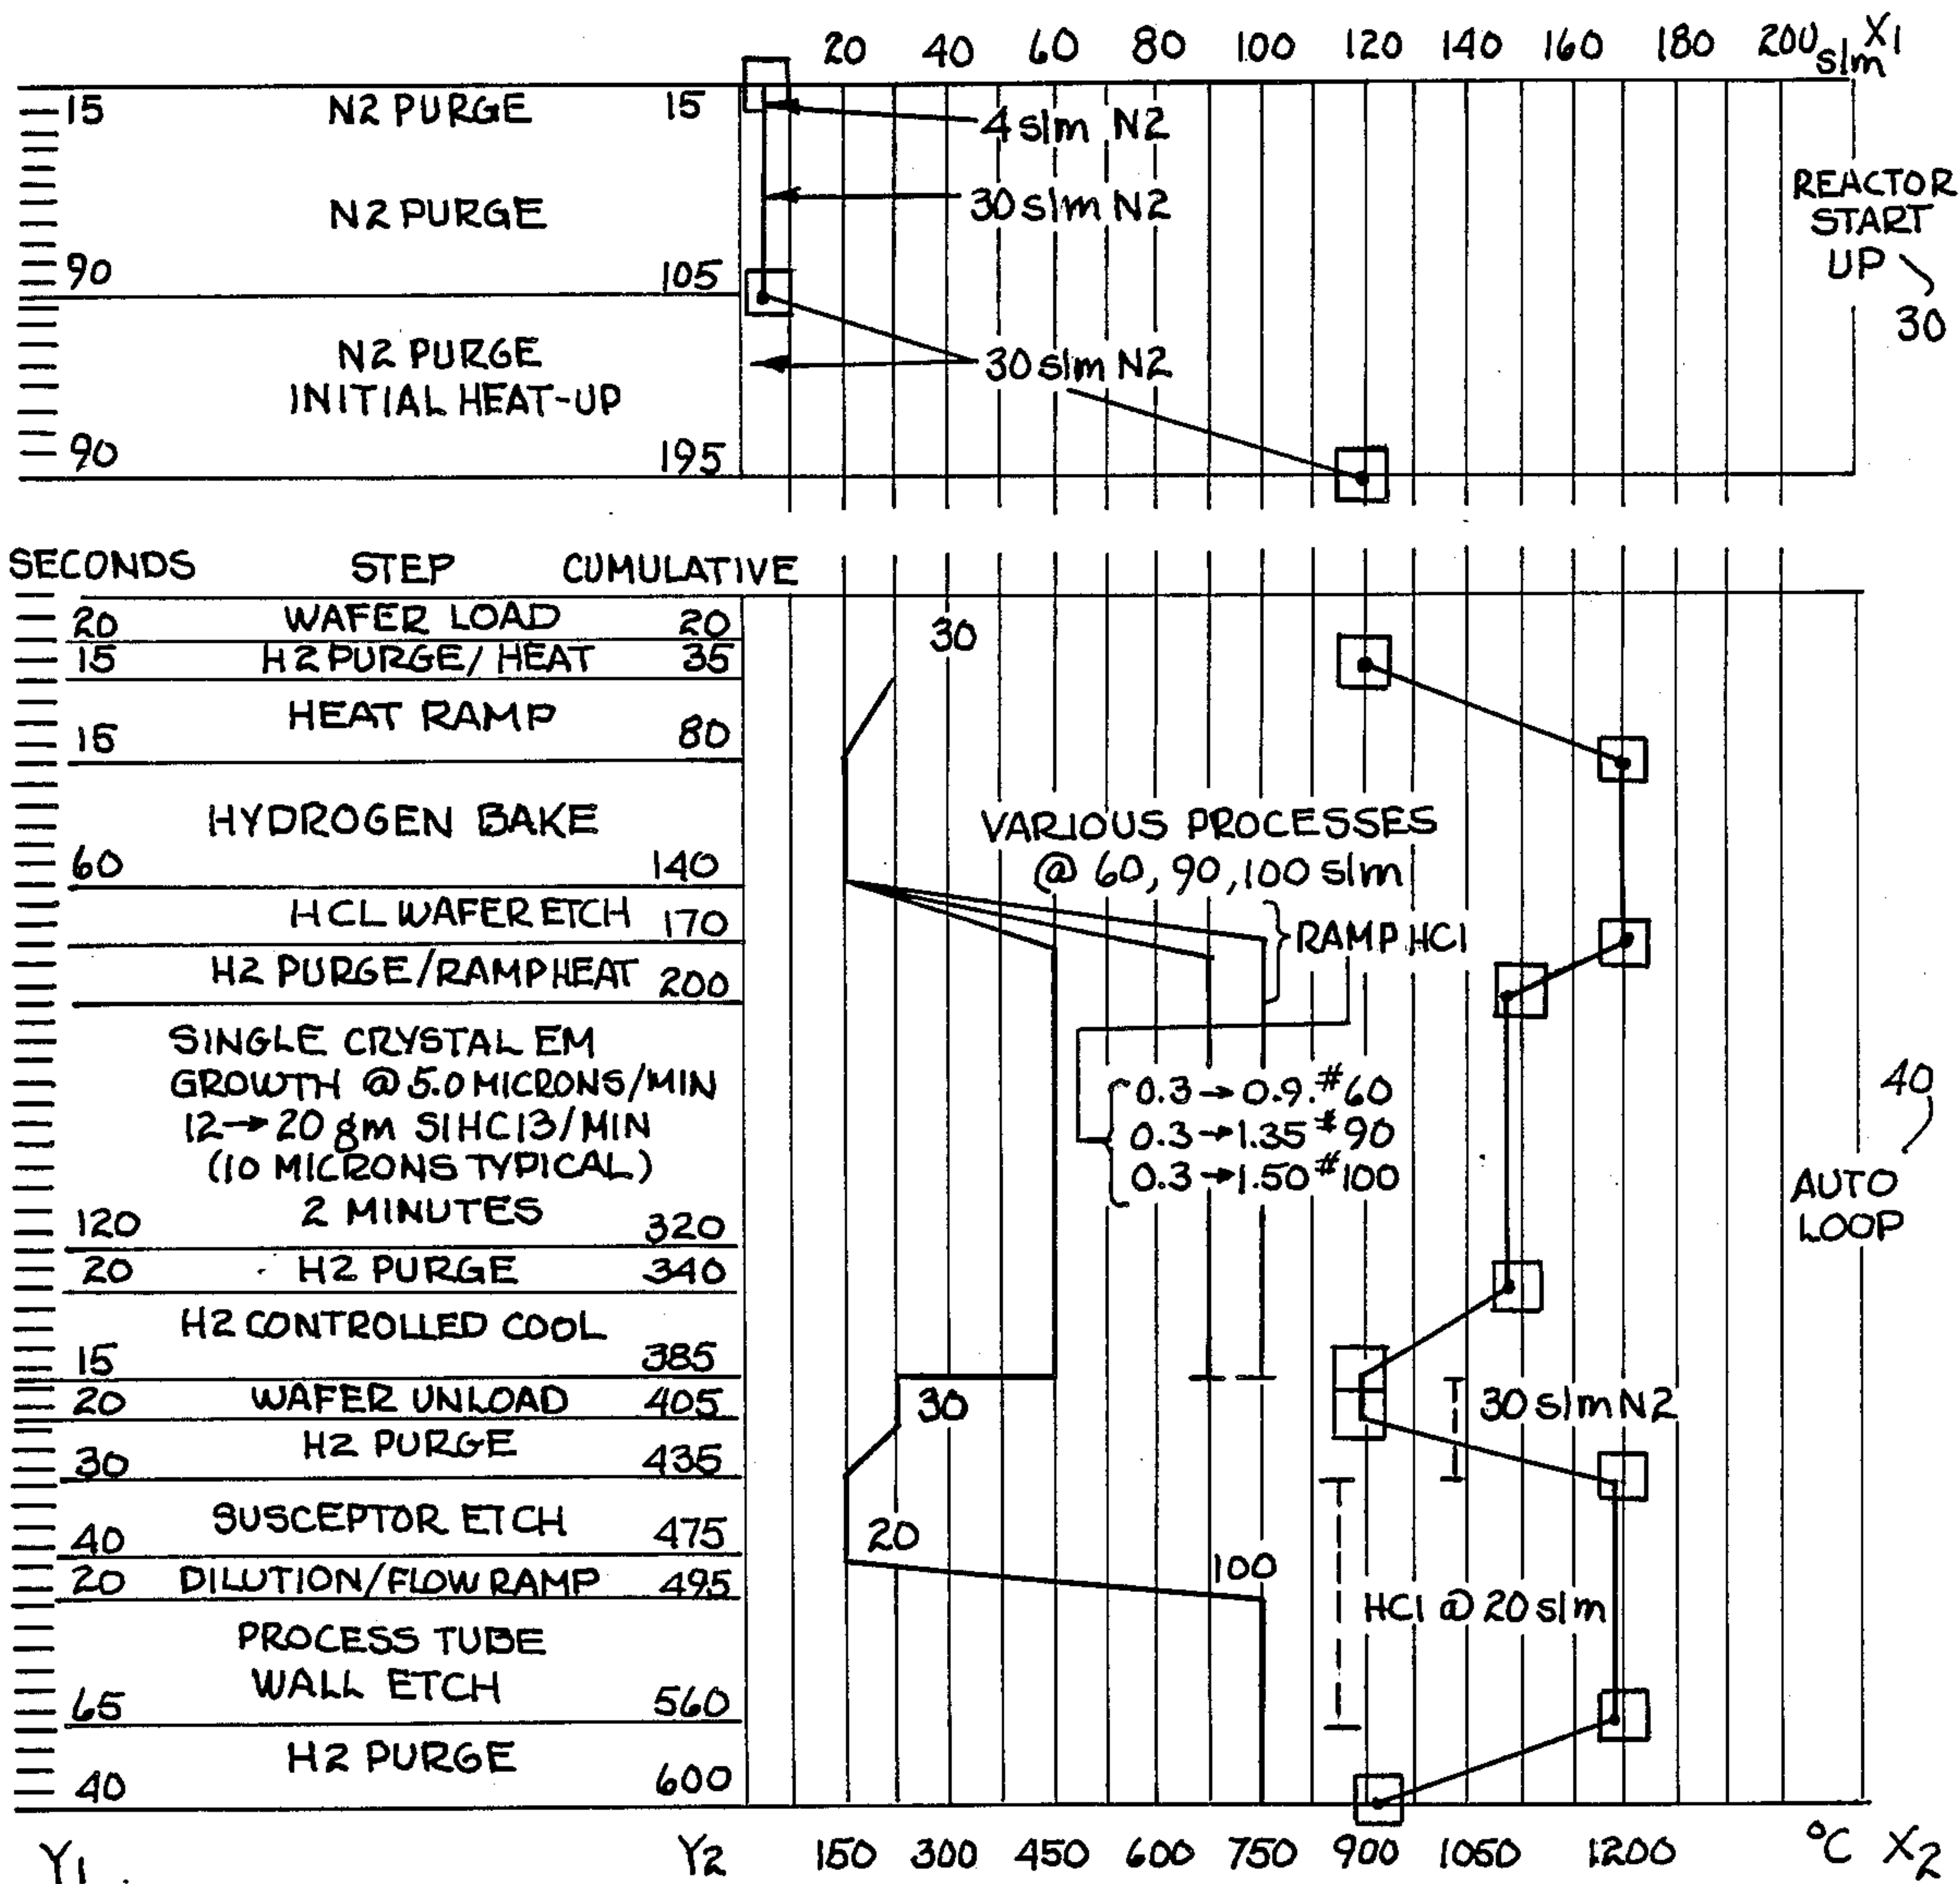 20 40 60 80 100 120 140 160 180 200 slm X1
15 N2 PURGE 15
4 slm N2
30 slm N2
N2 PURGE
90 105
REACTOR
START
UP
30
N2 PURGE
INITIAL HEAT-UP
30 slm N2
90 195
SECONDS STEP CUMULATIVE
20 WAFER LOAD 20
30
15 H2 PURGE/ HEAT 35
HEAT RAMP
15 80
HYDROGEN BAKE
60 140
VARIOUS PROCESSES
@ 60, 90, 100 slm
HCL WAFER ETCH 170
RAMP HCl
H2 PURGE/RAMP HEAT 200
SINGLE CRYSTAL EM
GROWTH @ 5.0 MICRONS/MIN
12→20 gm SIHCl3/MIN
(10 MICRONS TYPICAL)
2 MINUTES
120 320
0.3→0.9.#60
0.3→1.35#90
0.3→1.50#100
40
AUTO
LOOP
20 H2 PURGE 340
H2 CONTROLLED COOL
15 385
20 WAFER UNLOAD 405
30
30 slm N2
H2 PURGE
30 435
SUSCEPTOR ETCH
40 475
20
20 DILUTION/FLOW RAMP 495
100
HCl @ 20 slm
PROCESS TUBE
WALL ETCH
65 560
H2 PURGE
40 600
Y1 Y2 150 300 450 600 750 900 1050 1200 °C X2